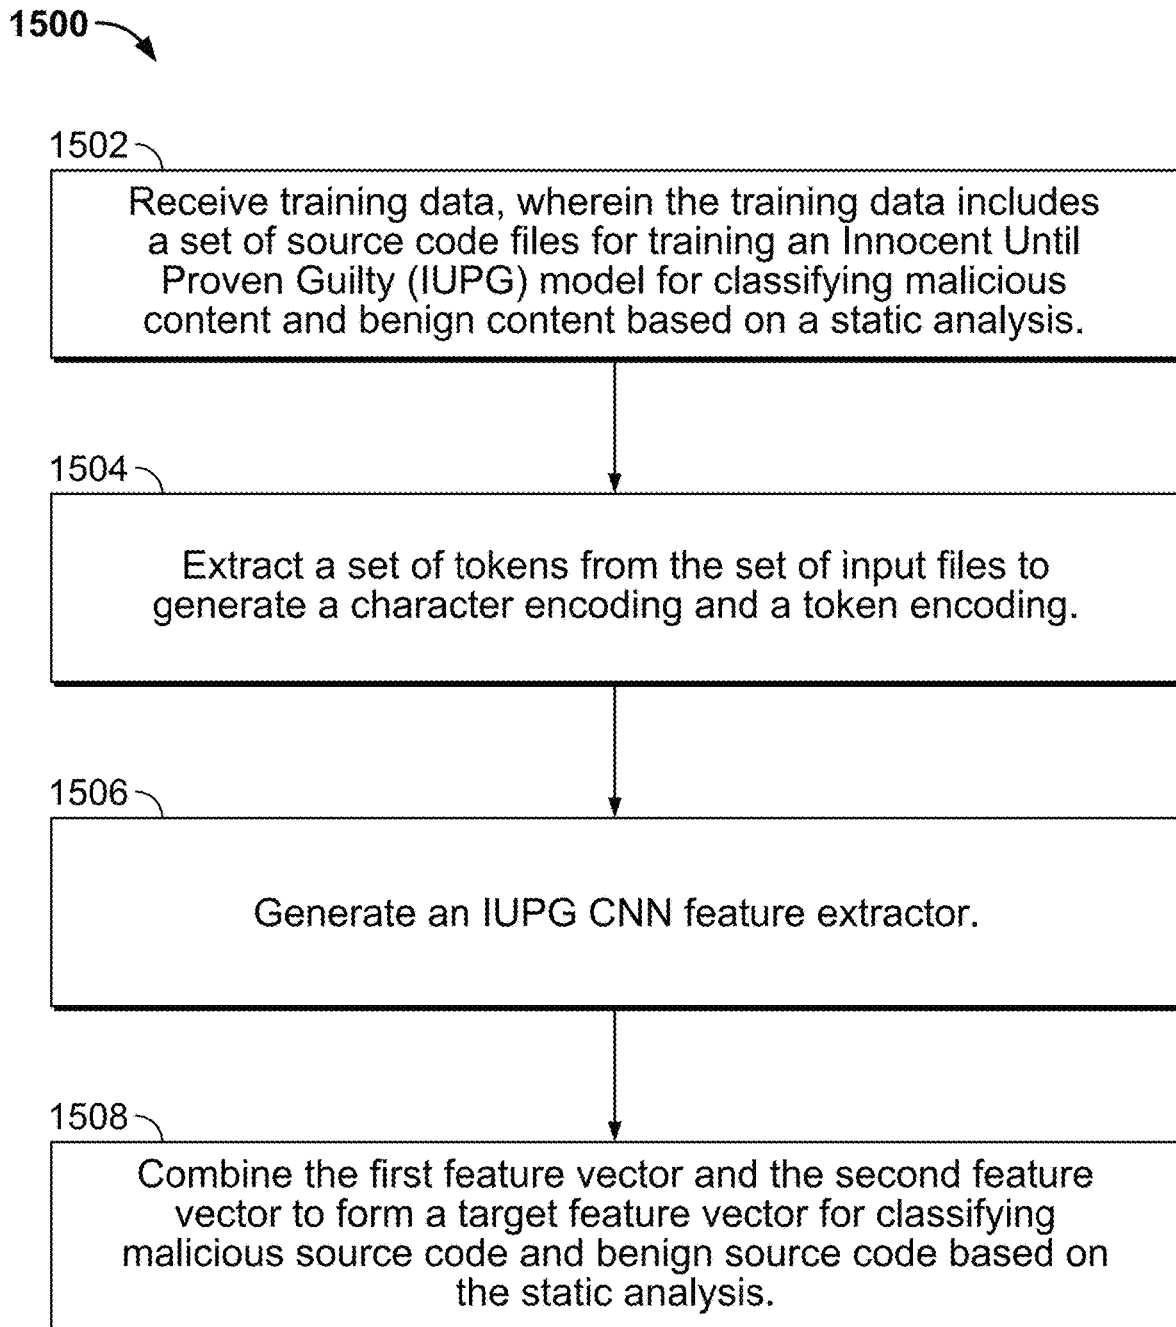 1500
1502
Receive training data, wherein the training data includes
a set of source code files for training an Innocent Until
Proven Guilty (IUPG) model for classifying malicious
content and benign content based on a static analysis.
1504
Extract a set of tokens from the set of input files to
generate a character encoding and a token encoding.
1506
Generate an IUPG CNN feature extractor.
1508
Combine the first feature vector and the second feature
vector to form a target feature vector for classifying
malicious source code and benign source code based on
the static analysis.